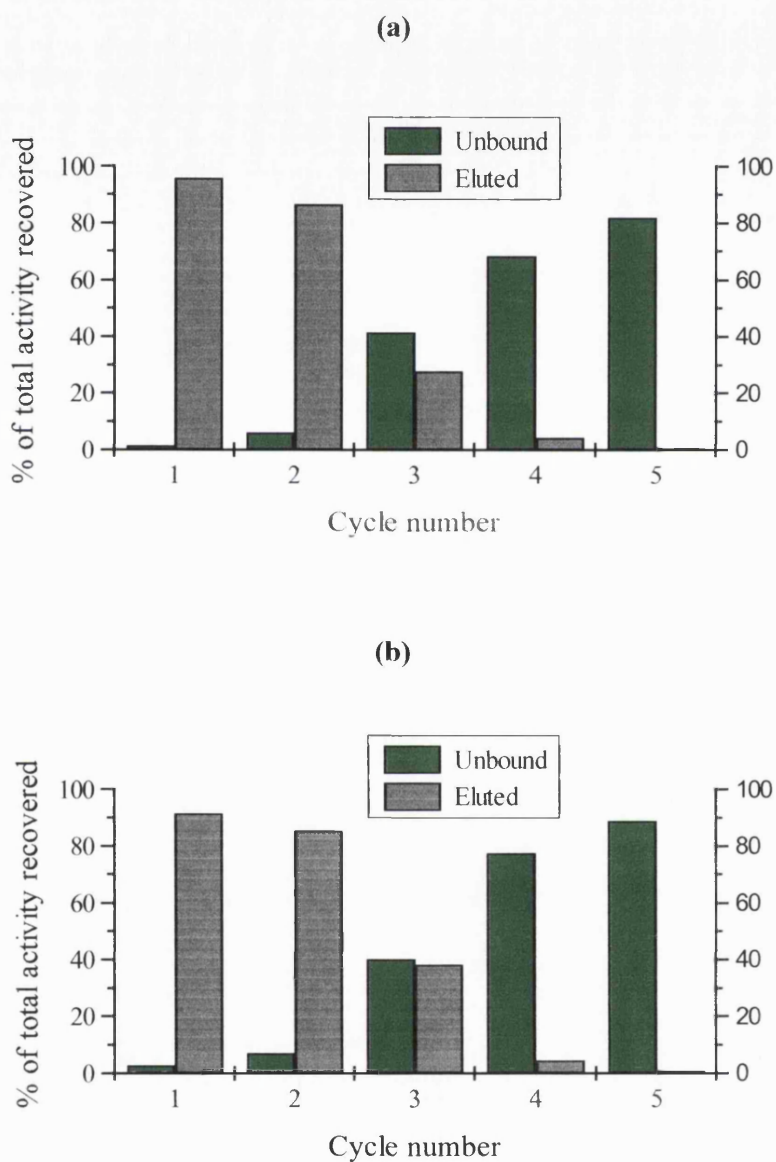 (a)
Unbound
Eluted
% of total activity recovered
100 100
80 80
60 60
40 40
20 20
0 0
1 2 3 4 5
Cycle number
(b)
Unbound
Eluted
% of total activity recovered
100 100
80 80
60 60
40 40
20 20
0 0
1 2 3 4 5
Cycle number